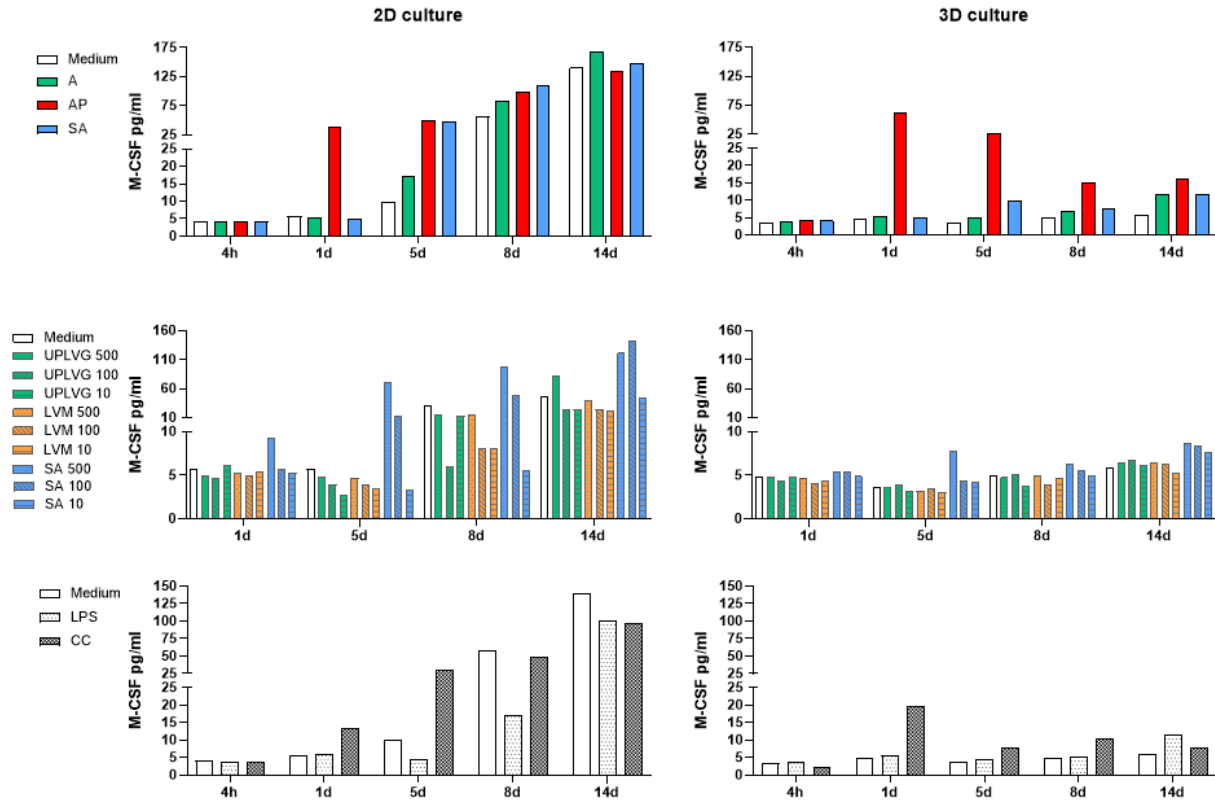 2D culture
3D culture
Medium
A
AP
SA
M-CSF pg/ml
175
125
75
25
25
20
15
10
5
0
4h 1d 5d 8d 14d
M-CSF pg/ml
175
125
75
25
25
20
15
10
5
0
4h 1d 5d 8d 14d
Medium
UPLVG 500
UPLVG 100
UPLVG 10
LVM 500
LVM 100
LVM 10
SA 500
SA 100
SA 10
M-CSF pg/ml
160
110
60
10
10
5
0
1d 5d 8d 14d
M-CSF pg/ml
160
110
60
10
10
5
0
1d 5d 8d 14d
Medium
LPS
CC
M-CSF pg/ml
150
125
100
75
50
25
25
20
15
10
5
0
4h 1d 5d 8d 14d
M-CSF pg/ml
150
125
100
75
50
25
25
20
15
10
5
0
4h 1d 5d 8d 14d